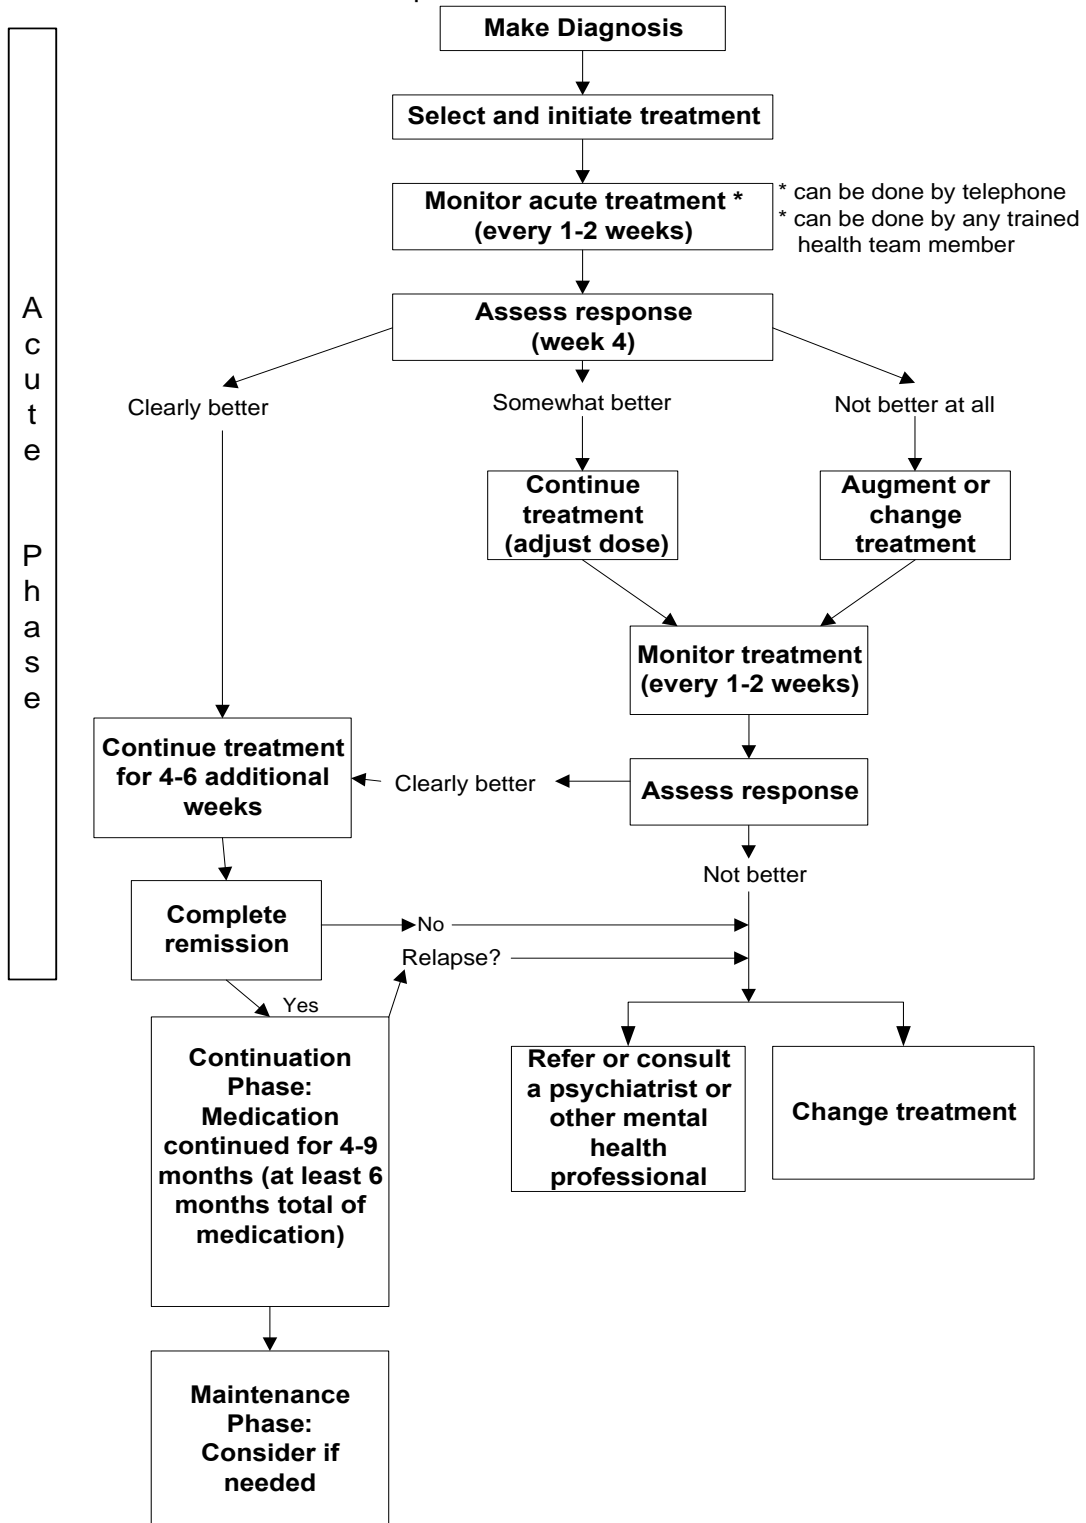 Make Diagnosis
Select and initiate treatment
Monitor acute treatment *
(every 1-2 weeks)
* can be done by telephone
* can be done by any trained
health team member
Assess response
(week 4)
Clearly better
Somewhat better
Not better at all
Continue
treatment
(adjust dose)
Augment or
change
treatment
Monitor treatment
(every 1-2 weeks)
Continue treatment
for 4-6 additional
weeks
Clearly better
Assess response
Not better
Complete
remission
No
Relapse?
Yes
Continuation
Phase:
Medication
continued for 4-9
months (at least 6
months total of
medication)
Refer or consult
a psychiatrist or
other mental
health
professional
Change treatment
Maintenance
Phase:
Consider if
needed
Acute Phase